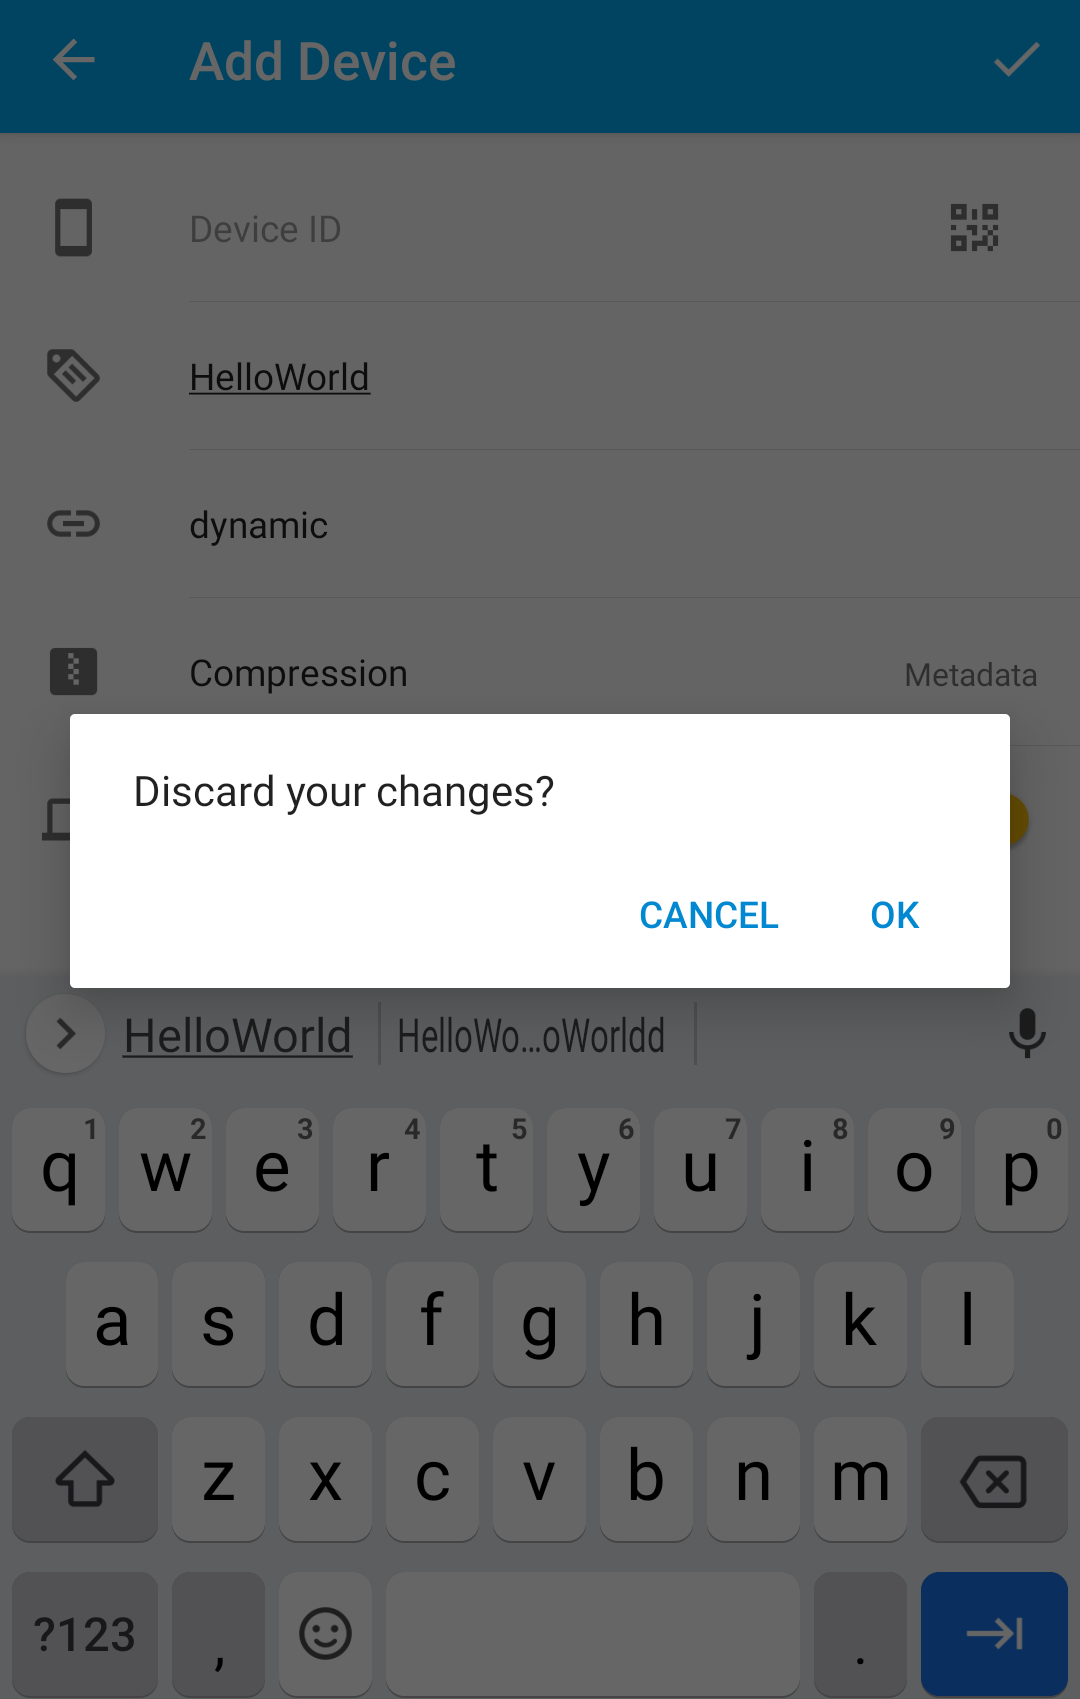 Add Device
Device ID
HelloWorld
dynamic
Compression Metadata
Discard your changes?
CANCEL OK
HelloWorld HelloWo...oWorldd
1 2 3 4 5 6 7 8 9 0
q w e r t y u i o p
a s d f g h j k l
z x c v b n m
?123 , .